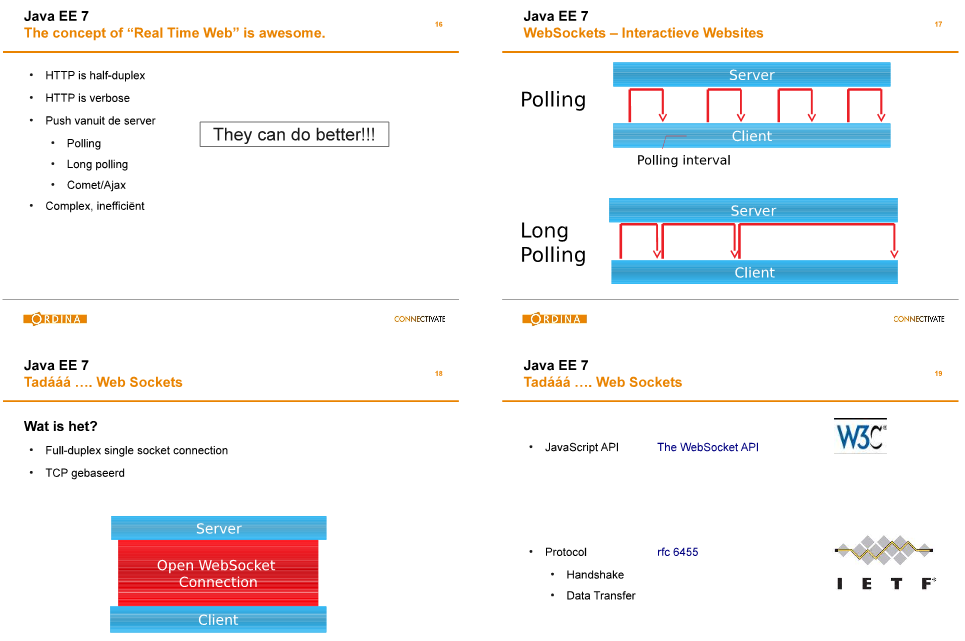 Java EE 7
The concept of “Real Time Web” is awesome.
16
• HTTP is half-duplex
• HTTP is verbose
• Push vanuit de server
• Polling
• Long polling
• Comet/Ajax
• Complex, inefficiënt
They can do better!!!
ORDINA
CONNECTIVATE
Java EE 7
WebSockets – Interactieve Websites
17
Polling
Server
Client
Polling interval
Long
Polling
Server
Client
ORDINA
CONNECTIVATE
Java EE 7
Tadááá …. Web Sockets
18
Wat is het?
• Full-duplex single socket connection
• TCP gebaseerd
Server
Open WebSocket
Connection
Client
Java EE 7
Tadááá …. Web Sockets
19
• JavaScript API The WebSocket API
W3C®
• Protocol rfc 6455
• Handshake
• Data Transfer
I E T F®